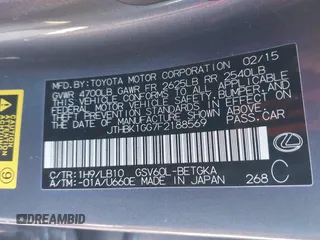 MFD BY: TOYOTA MOTOR CORPORATION 02/15
GVWR 4700LB GAWR FR 2625LB RR 2540LB
THIS VEHICLE CONFORMS TO ALL APPLICABLE
FEDERAL MOTOR VEHICLE SAFETY, BUMPER, AND
THEFT PREVENTION STANDARDS IN EFFECT ON
THE DATE OF MANUFACTURE SHOWN ABOVE.
JTHBK1GG7F2188569 PASS.CAR
C/TR: 1H9/LB10 GSV60L-BETGKA
A/TM: -01A/U660E MADE IN JAPAN 268 C
DREAMBID